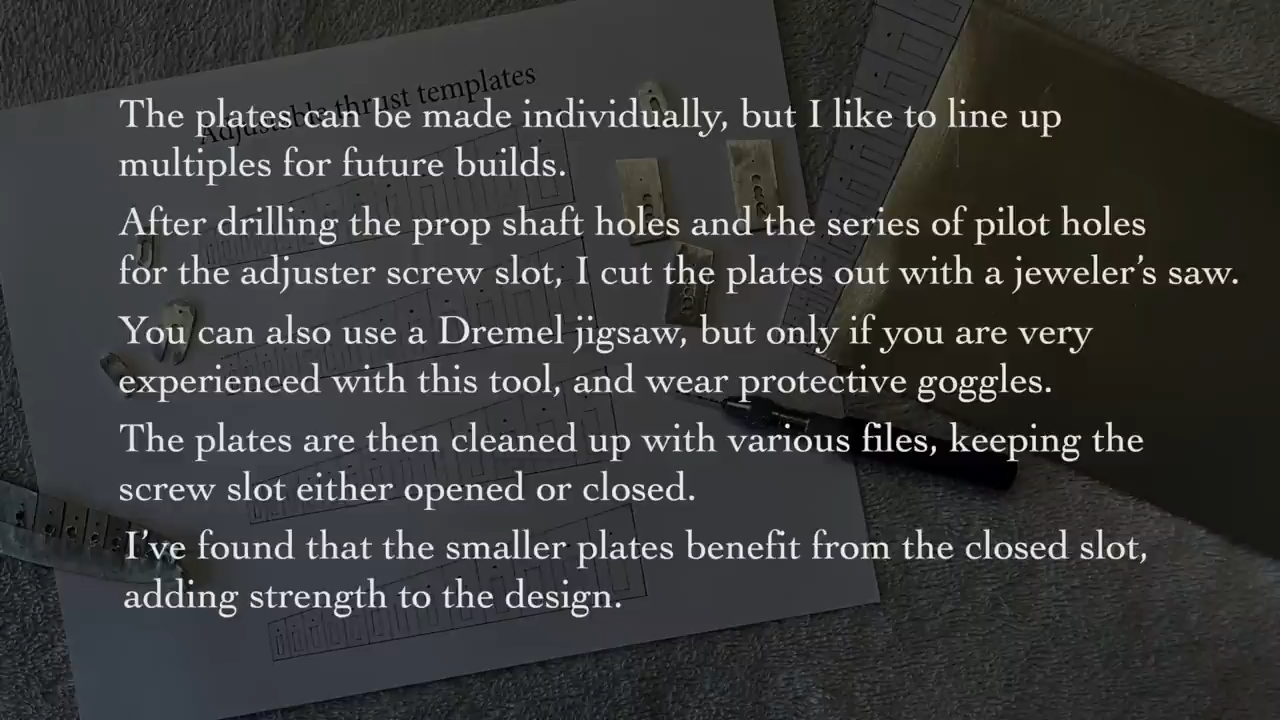 Adjustable thrust templates
The plates can be made individually, but I like to line up
multiples for future builds.
After drilling the prop shaft holes and the series of pilot holes
for the adjuster screw slot, I cut the plates out with a jeweler’s saw.
You can also use a Dremel jigsaw, but only if you are very
experienced with this tool, and wear protective goggles.
The plates are then cleaned up with various files, keeping the
screw slot either opened or closed.
I’ve found that the smaller plates benefit from the closed slot,
adding strength to the design.